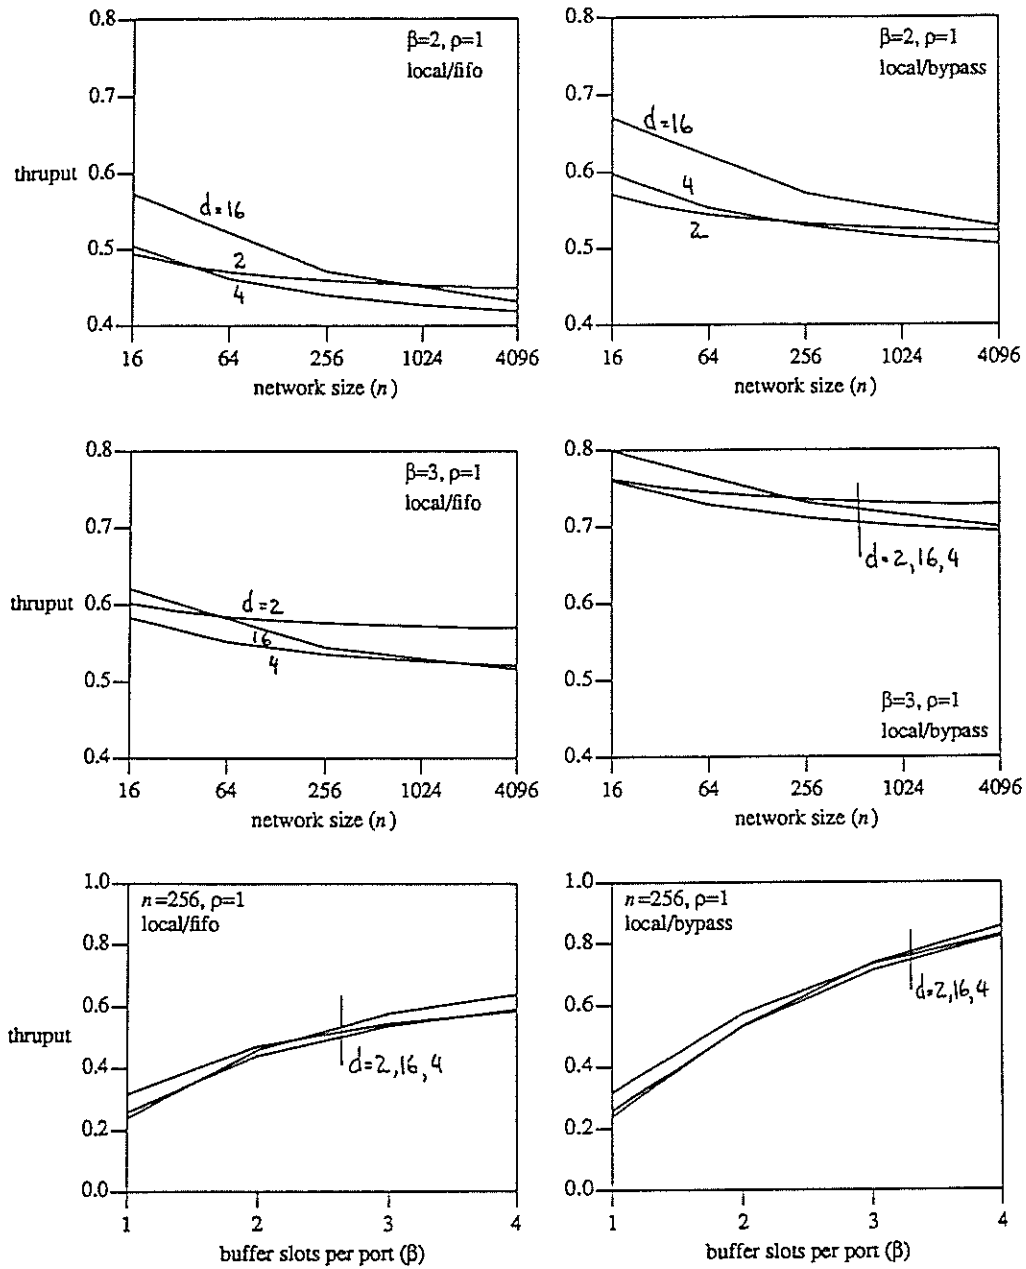 0.8
0.7
thruput 0.6
0.5
0.4
β=2, ρ=1
local/fifo
d=16
2
4
16 64 256 1024 4096
network size (n)
0.8
0.7
0.6
0.5
0.4
β=2, ρ=1
local/bypass
d=16
4
2
16 64 256 1024 4096
network size (n)
0.8
0.7
thruput 0.6
0.5
0.4
β=3, ρ=1
local/fifo
d=2
16
4
16 64 256 1024 4096
network size (n)
0.8
0.7
0.6
0.5
0.4
d=2,16,4
β=3, ρ=1
local/bypass
16 64 256 1024 4096
network size (n)
1.0
0.8
0.6
thruput
0.4
0.2
0.0
n=256, ρ=1
local/fifo
d=2,16,4
1 2 3 4
buffer slots per port (β)
1.0
0.8
0.6
0.4
0.2
0.0
n=256, ρ=1
local/bypass
d=2,16,4
1 2 3 4
buffer slots per port (β)